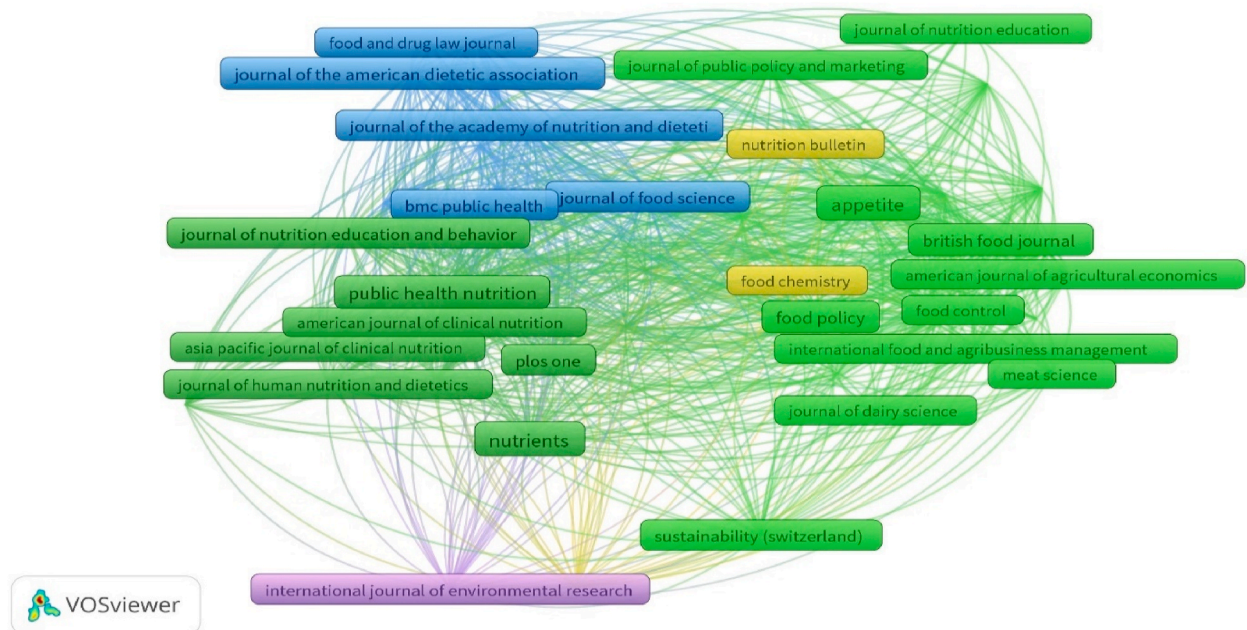 journal of nutrition education
food and drug law journal
journal of public policy and marketing
journal of the american dietetic association
journal of the academy of nutrition and dieteti
nutrition bulletin
journal of food science
bmc public health
appetite
journal of nutrition education and behavior
british food journal
american journal of agricultural economics
food chemistry
public health nutrition
food control
food policy
american journal of clinical nutrition
asia pacific journal of clinical nutrition
international food and agribusiness management
plos one
meat science
journal of human nutrition and dietetics
journal of dairy science
nutrients
sustainability (switzerland)
international journal of environmental research
VOSviewer